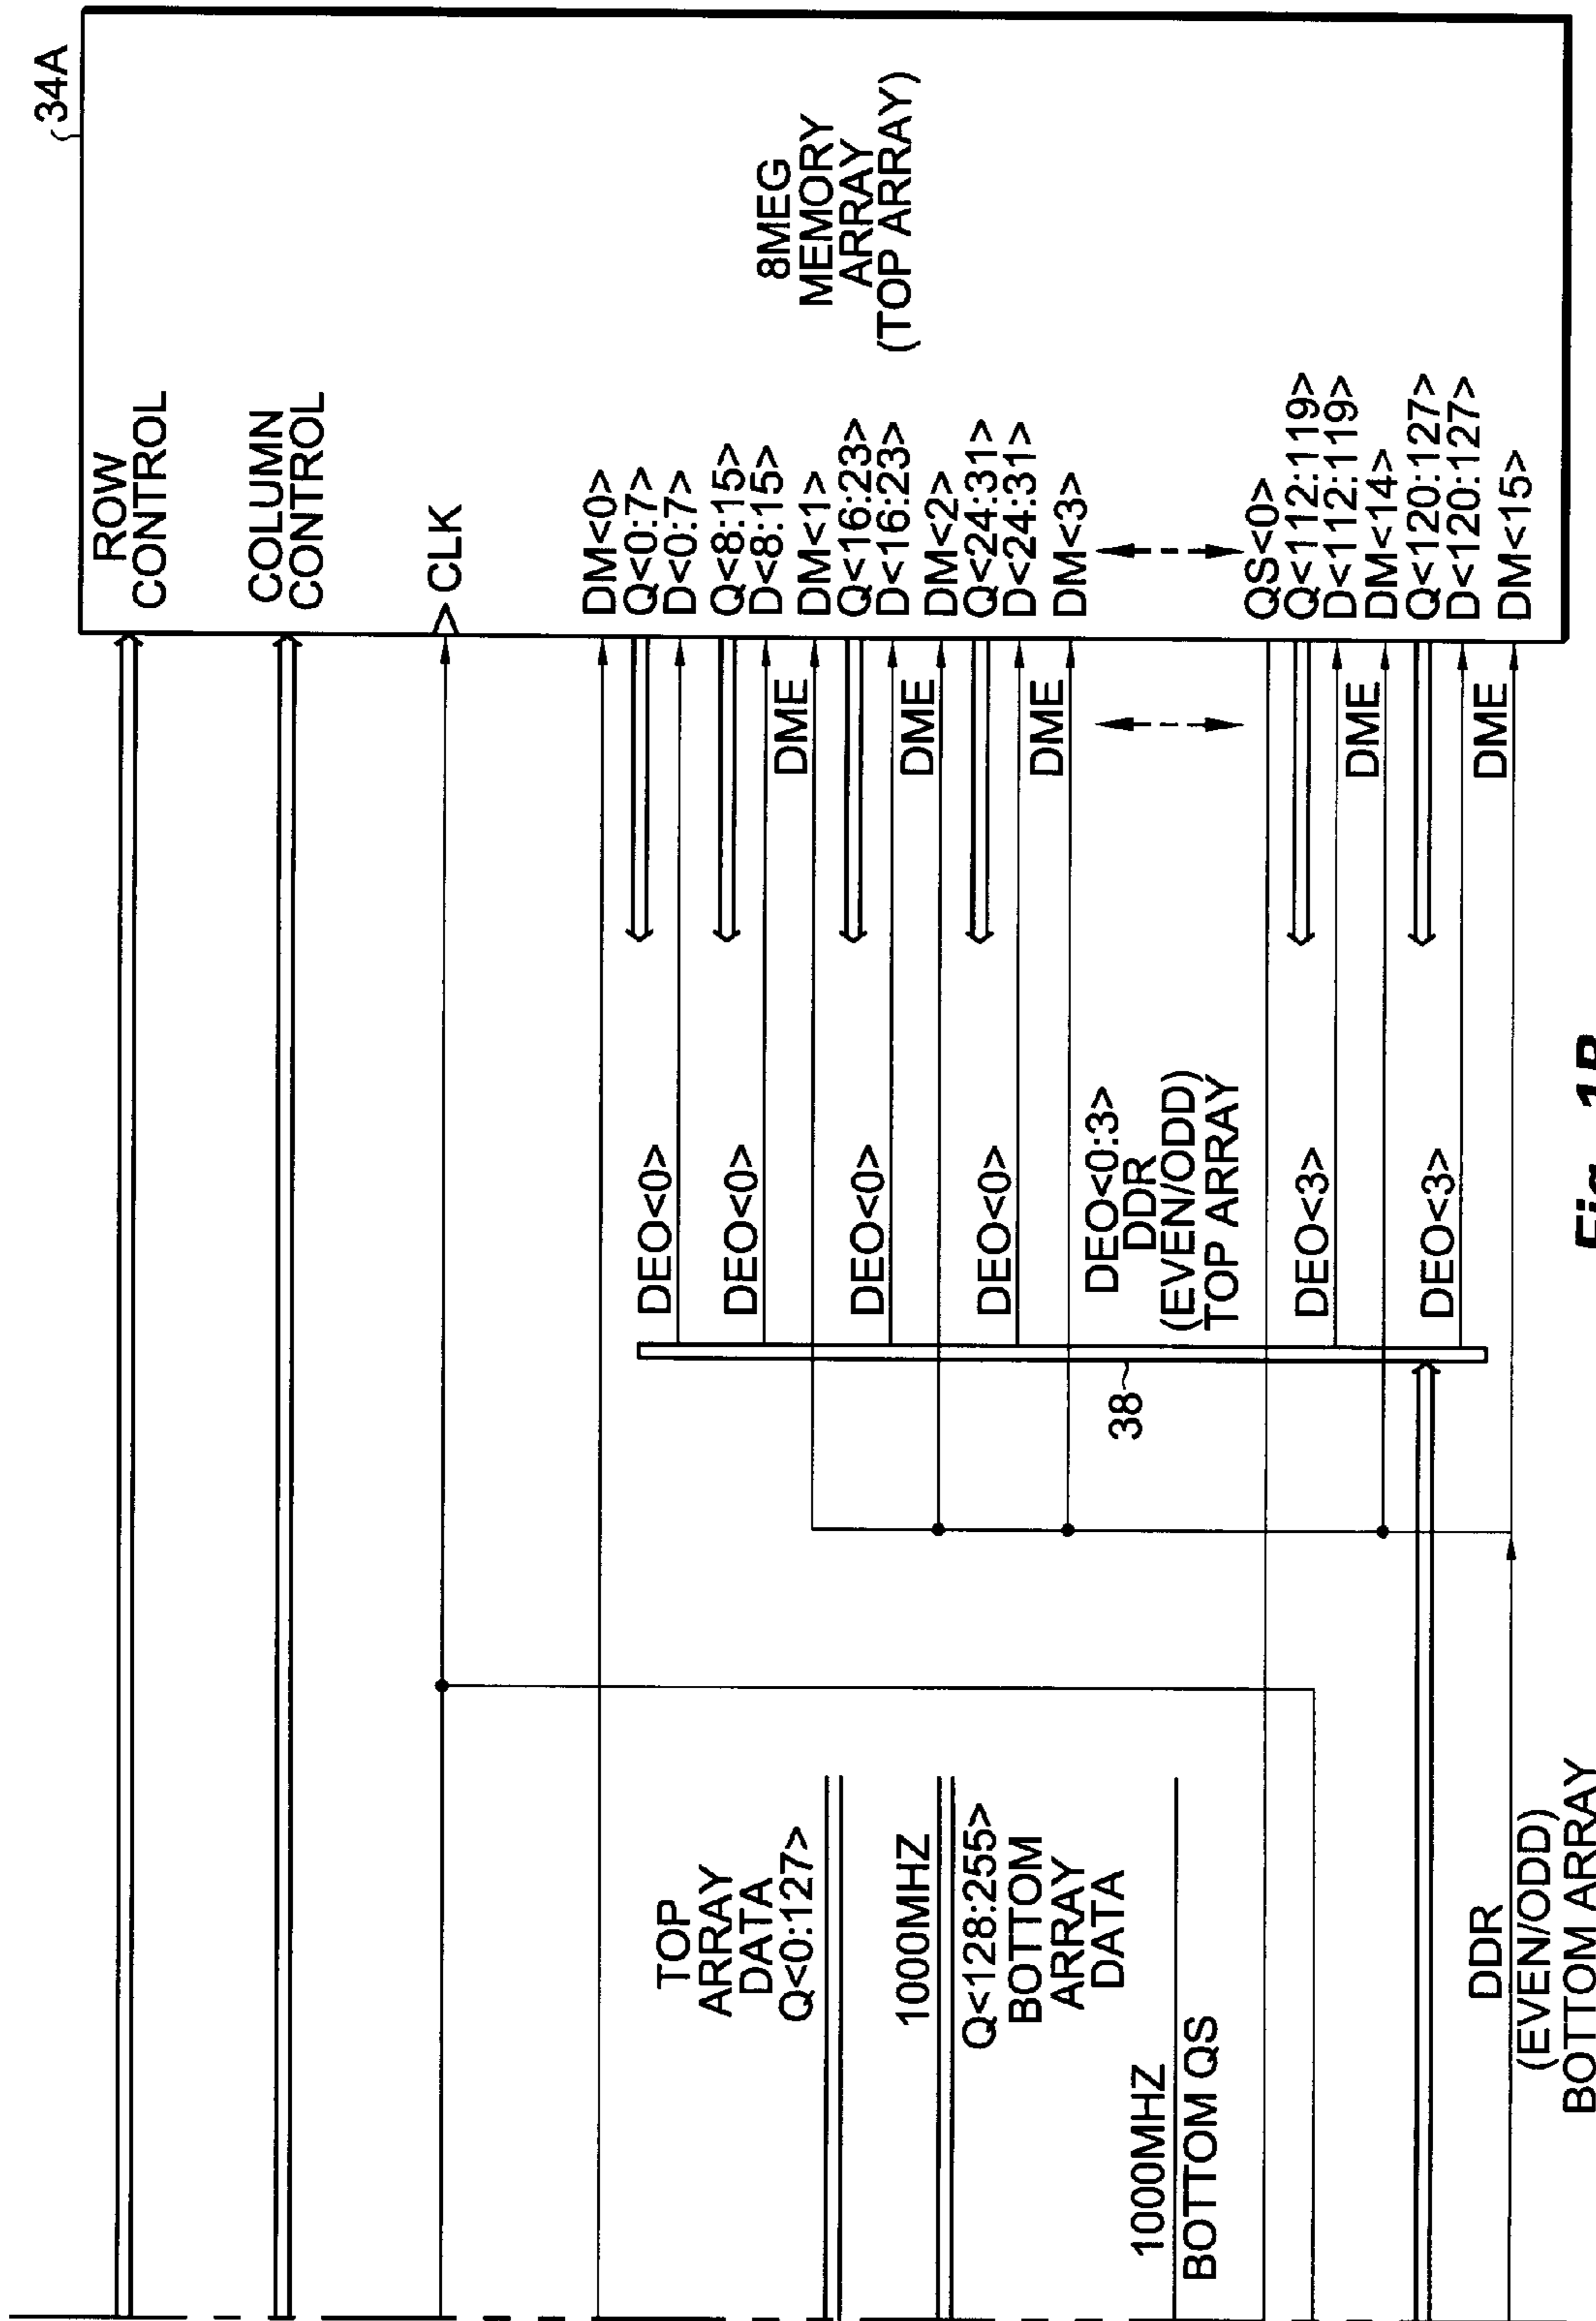 34A
ROW
CONTROL
COLUMN
CONTROL
CLK
8MEG
MEMORY
ARRAY
(TOP ARRAY)
DM<0>
Q<0:7>
D<0:7>
Q<8:15>
D<8:15>
DM<1>
Q<16:23>
D<16:23>
DM<2>
Q<24:31>
D<24:31>
DM<3>
QS<0>
Q<112:119>
D<112:119>
DM<14>
Q<120:127>
D<120:127>
DM<15>
DME
DME
DME
DME
DME
DEO<0>
DEO<0>
DEO<0>
DEO<0>
DEO<0:3>
DDR
(EVEN/ODD)
TOP ARRAY
DEO<3>
DEO<3>
38
TOP
ARRAY
DATA
Q<0:127>
1000MHZ
Q<128:255>
BOTTOM
ARRAY
DATA
1000MHZ
BOTTOM QS
DDR
(EVEN/ODD)
BOTTOM ARRAY
Fig. 1B